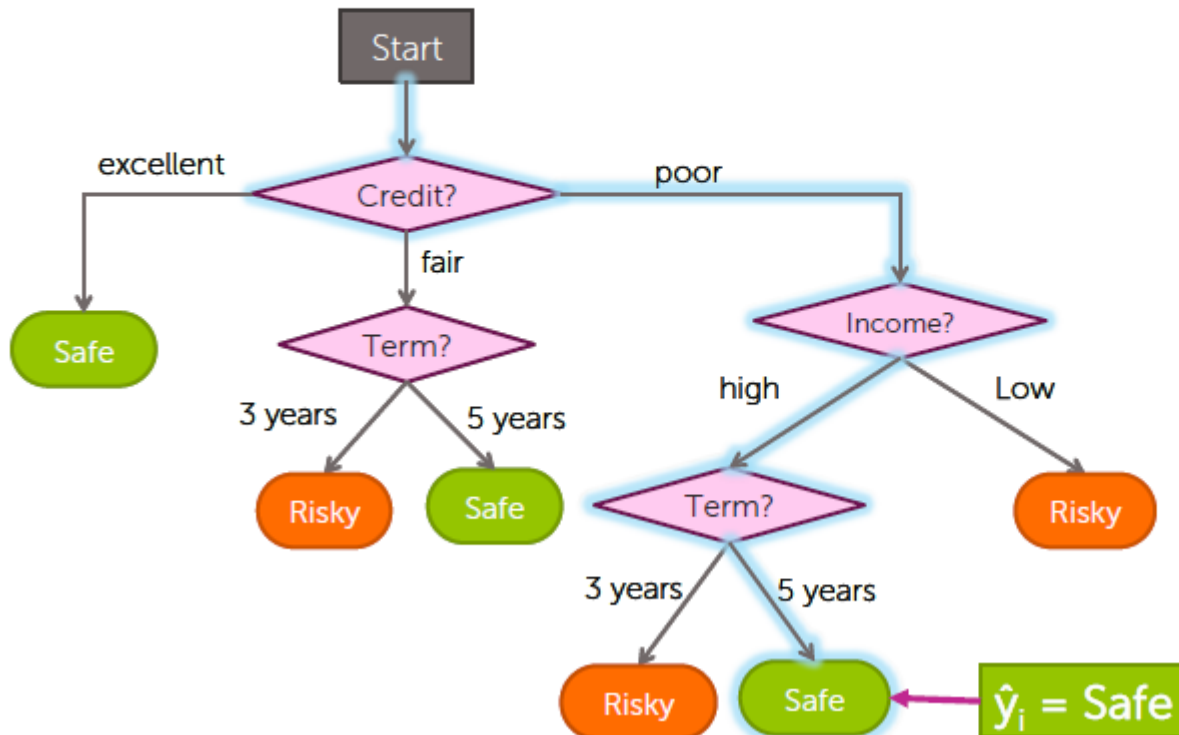 Start
excellent
Credit?
poor
fair
Safe
Term?
Income?
3 years
5 years
high
Low
Risky
Safe
Term?
Risky
3 years
5 years
Risky
Safe
ŷi = Safe